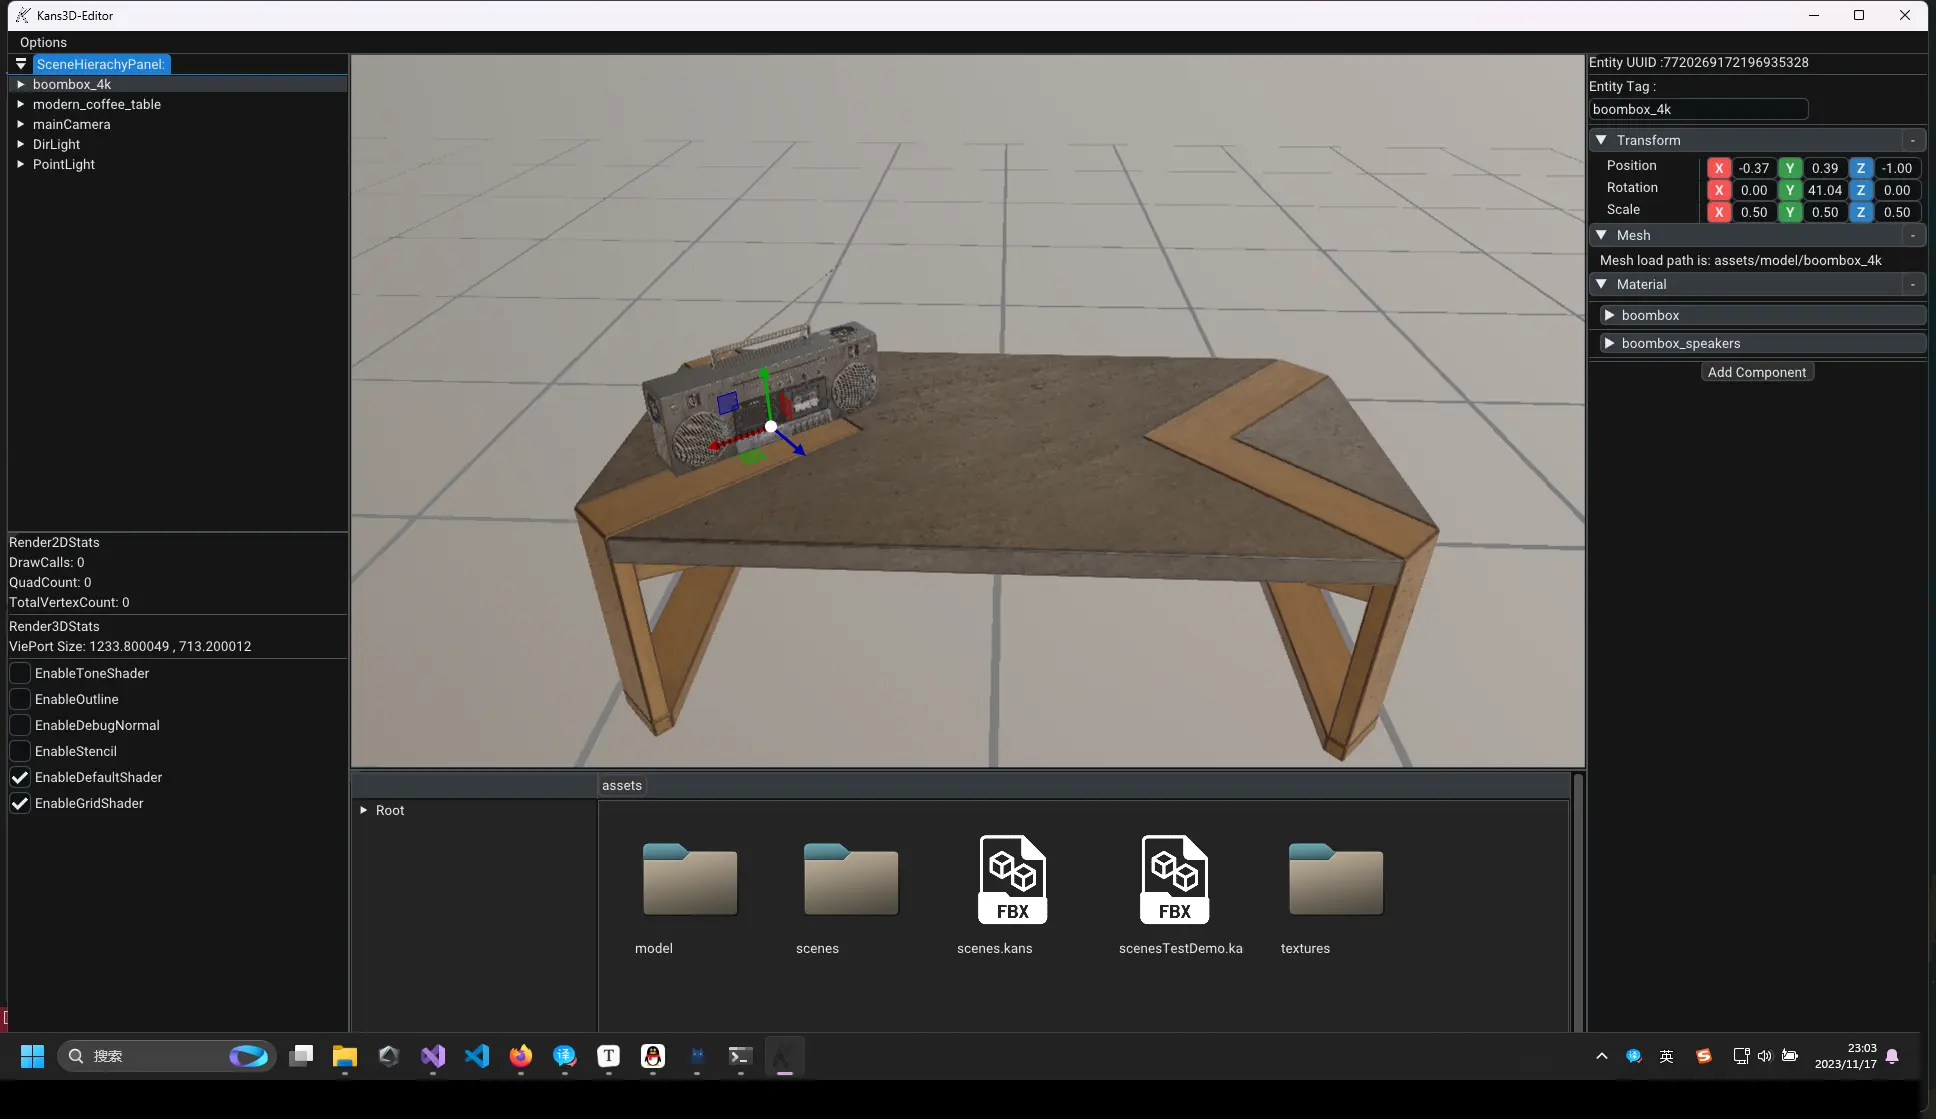 Kans3D-Editor
Options
SceneHierachyPanel:
boombox_4k
modern_coffee_table
mainCamera
DirLight
PointLight
Render2DStats
DrawCalls: 0
QuadCount: 0
TotalVertexCount: 0
Render3DStats
ViePort Size: 1233.800049 , 713.200012
EnableToneShader
EnableOutline
EnableDebugNormal
EnableStencil
EnableDefaultShader
EnableGridShader
Entity UUID :7720269172196935328
Entity Tag :
boombox_4k
Transform -
Position X -0.37 Y 0.39 Z -1.00
Rotation X 0.00 Y 41.04 Z 0.00
Scale X 0.50 Y 0.50 Z 0.50
Mesh -
Mesh load path is: assets/model/boombox_4k
Material -
boombox
boombox_speakers
Add Component
assets
Root
FBX
FBX
model
scenes
scenes.kans
scenesTestDemo.ka
textures
搜索
译
T
英
S
23:03
2023/11/17